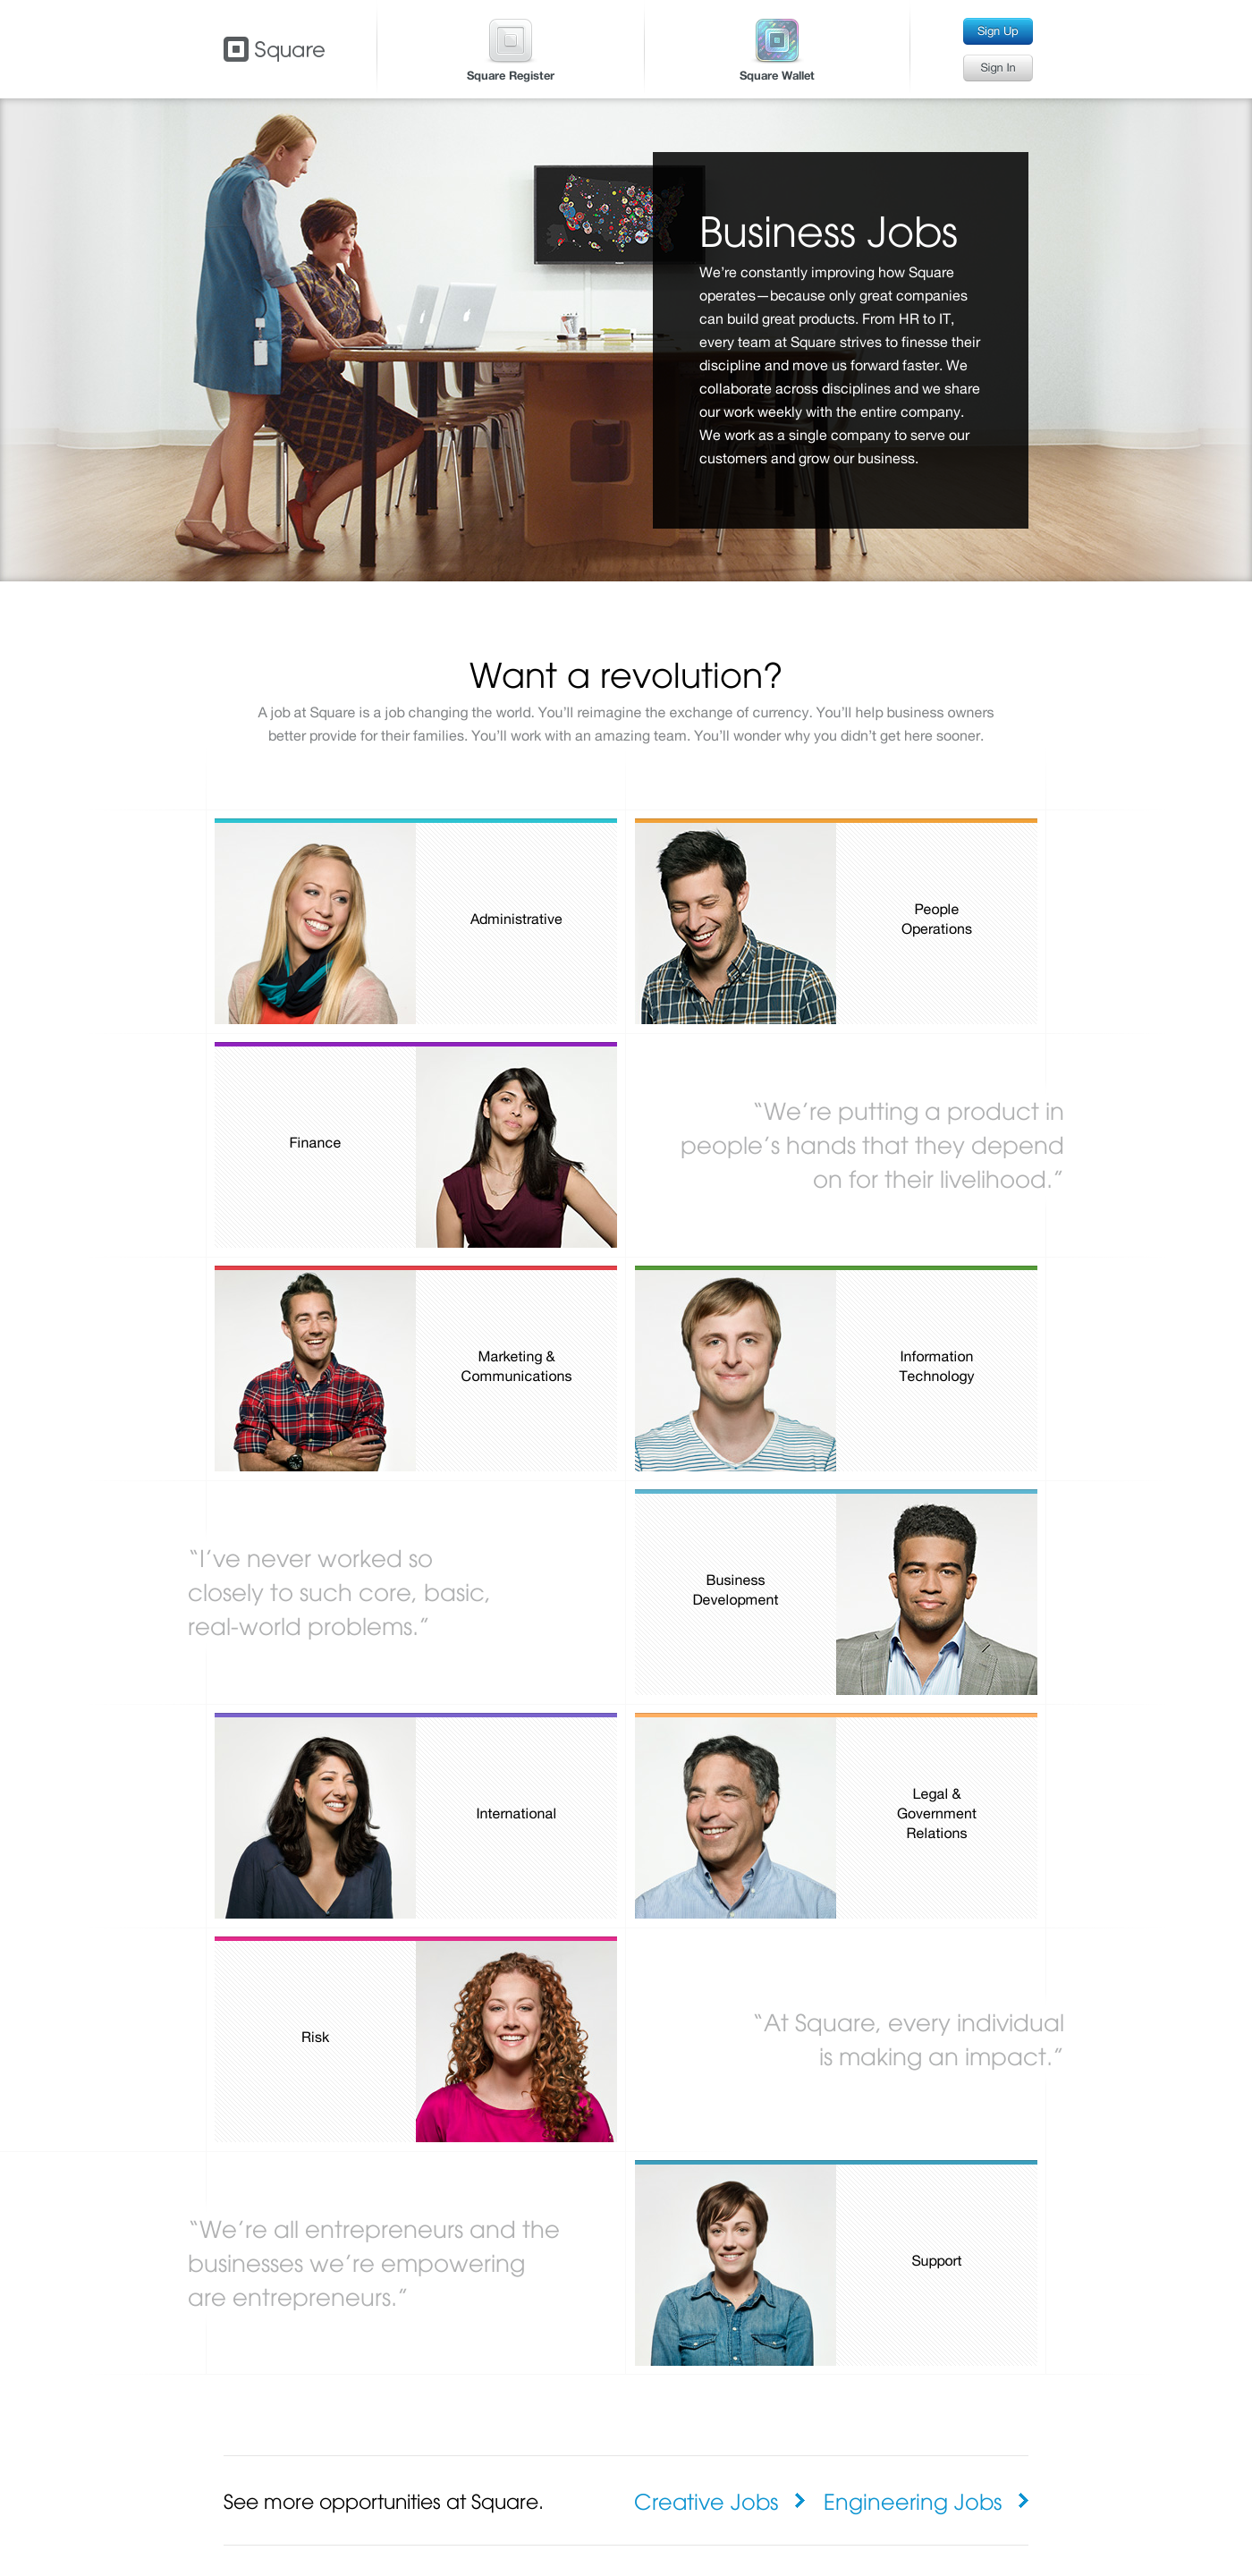 Square
Square Register
Square Wallet
Sign Up
Sign In
Business Jobs
We’re constantly improving how Square
operates—because only great companies
can build great products. From HR to IT,
every team at Square strives to finesse their
discipline and move us forward faster. We
collaborate across disciplines and we share
our work weekly with the entire company.
We work as a single company to serve our
customers and grow our business.
Want a revolution?
A job at Square is a job changing the world. You’ll reimagine the exchange of currency. You’ll help business owners
better provide for their families. You’ll work with an amazing team. You’ll wonder why you didn’t get here sooner.
Administrative
People
Operations
Finance
“We’re putting a product in
people’s hands that they depend
on for their livelihood.”
Marketing &
Communications
Information
Technology
“I’ve never worked so
closely to such core, basic,
real-world problems.”
Business
Development
International
Legal &
Government
Relations
Risk
“At Square, every individual
is making an impact.”
“We’re all entrepreneurs and the
businesses we’re empowering
are entrepreneurs.”
Support
See more opportunities at Square.
Creative Jobs
Engineering Jobs